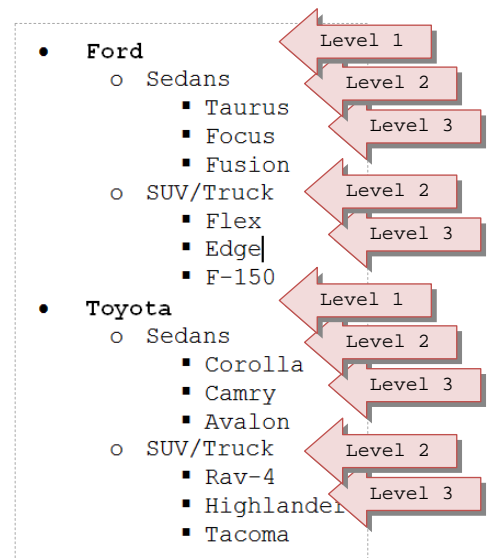 • Ford
Level 1
o Sedans
Level 2
▪ Taurus
Level 3
▪ Focus
▪ Fusion
o SUV/Truck
Level 2
▪ Flex
Level 3
▪ Edge
▪ F-150
Level 1
• Toyota
o Sedans
Level 2
▪ Corolla
Level 3
▪ Camry
▪ Avalon
o SUV/Truck
Level 2
▪ Rav-4
Level 3
▪ Highlander
▪ Tacoma